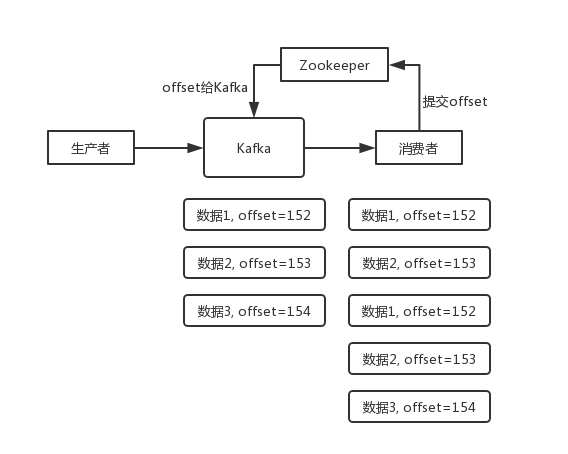 Zookeeper
offset给Kafka
提交offset
生产者
Kafka
消费者
数据1, offset=152
数据1, offset=152
数据2, offset=153
数据2, offset=153
数据3, offset=154
数据1, offset=152
数据2, offset=153
数据3, offset=154